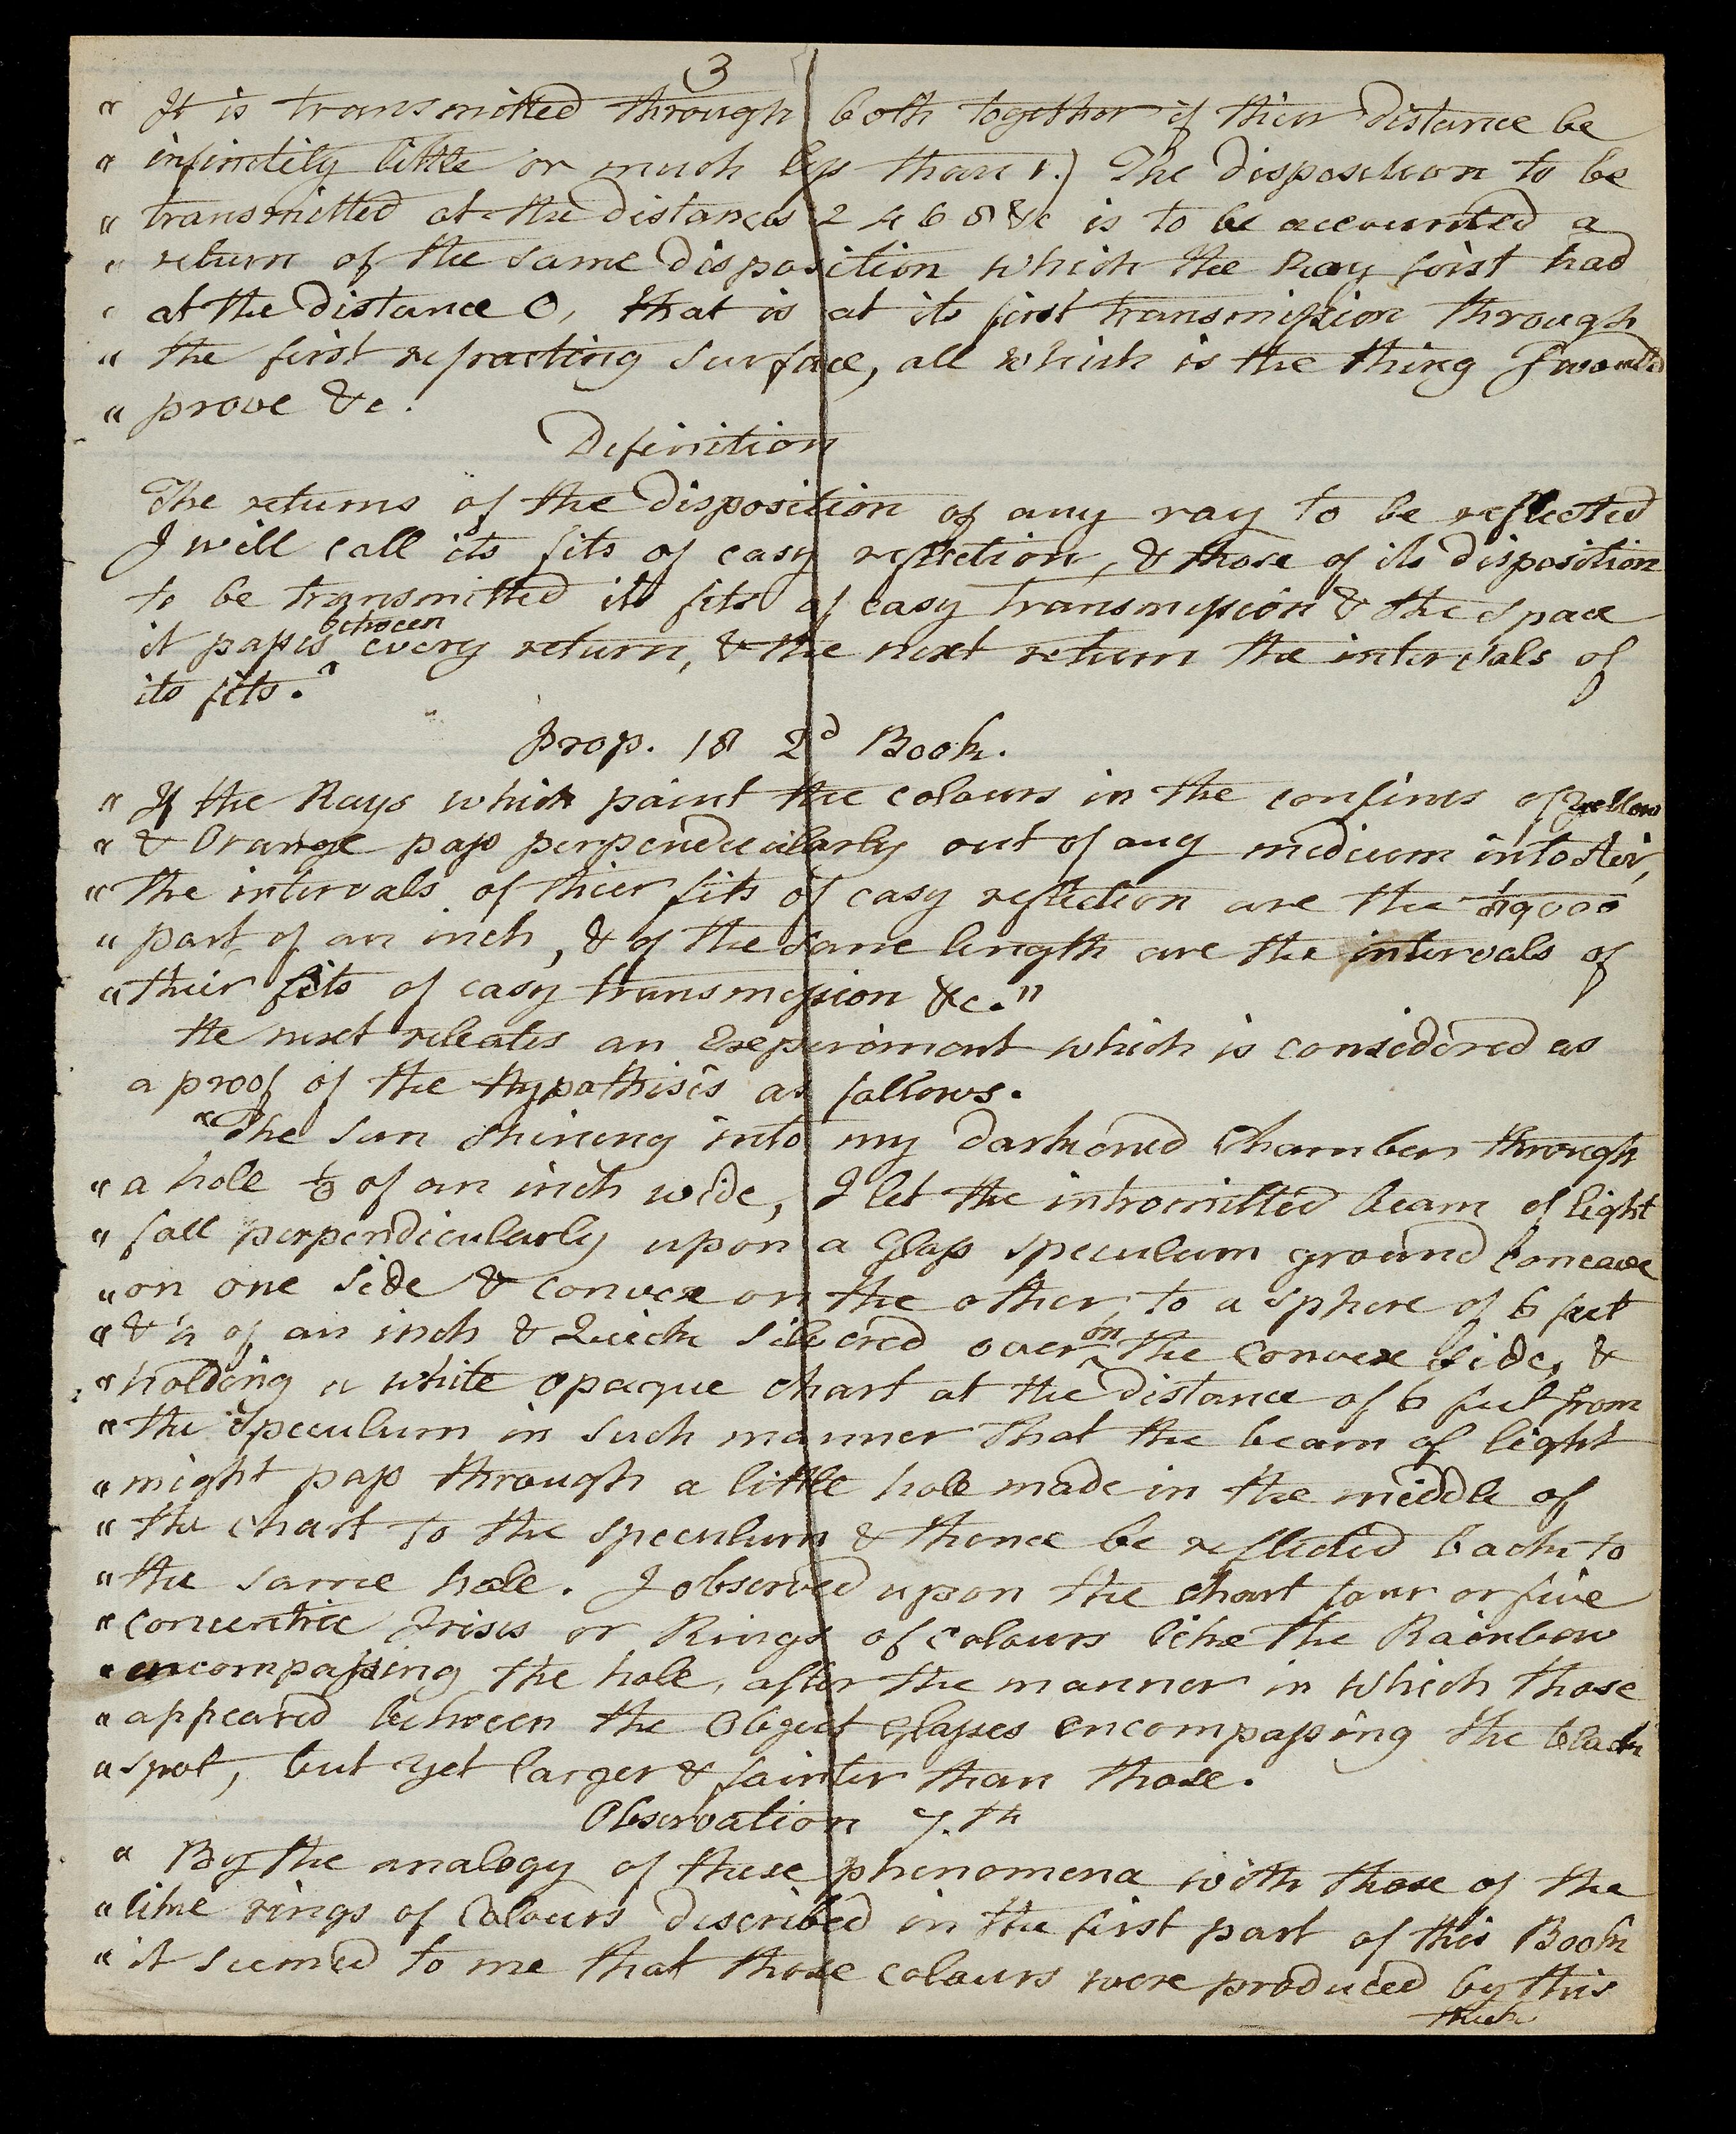 3
" It is transmitted through both together if thier distance be
" infinitily little or much less than 1.) The disposition to be
" transmitted at the distances 2 4 6 8 &c is to be accounted a
" return of the same disposition which the Ray first had
" at the distance 0, that is at its first transmission through
" the first refracting surface, all which is the thing I would
" prove &c.
Definition
The returns of the disposition of any ray to be reflected
I will call its fits of easy reflection, & those of its disposition
to be transmitted its fits of easy transmission & the space
it passes between every return, & the next return the intervals of
its fits."
Prop. 18 2d Book.
" If the Rays which paint the colours in the confines of yellow
" & Orange pass perpendicularly out of any medium into Air,
" the intervals of thier fits of easy reflection are the 1/89000
" part of an inch, & of the same length are the intervals of
" thier fits of easy transmission &c."
He next releates an Experiment which is considered as
a proof of the Hypothisis as follows.
"The sun shining into my darkened Chamber through
" a hole 1/3 of an inch wide, I let the intromitted beam of light
" fall perpendicularly upon a Glass speculum ground Concave
" on one side & convex on the other, to a sphere of 6 feet
" & 1/2 of an inch & Quick silvered over on the Convex side, &
" holding a white opaque chart at the distance of 6 feet from
" the Speculum in such manner that the beam of light
" might pass through a little hole made in the middle of
" the chart to the speculum & thence be reflected back to
" the same hole. I observed upon the chart four or five
" concentric Irises or Rings of colours like the Rainbow
" encompassing the hole, after the manner in which those
" appeared between the Object glasses encompassing the black
" spot, but yet larger & fainter than those.
Observation 7.th
" By the analogy of these phenomena with those of the
" like rings of Colours described in the first part of this Book
" it seemed to me that those colours were produced by this
thick